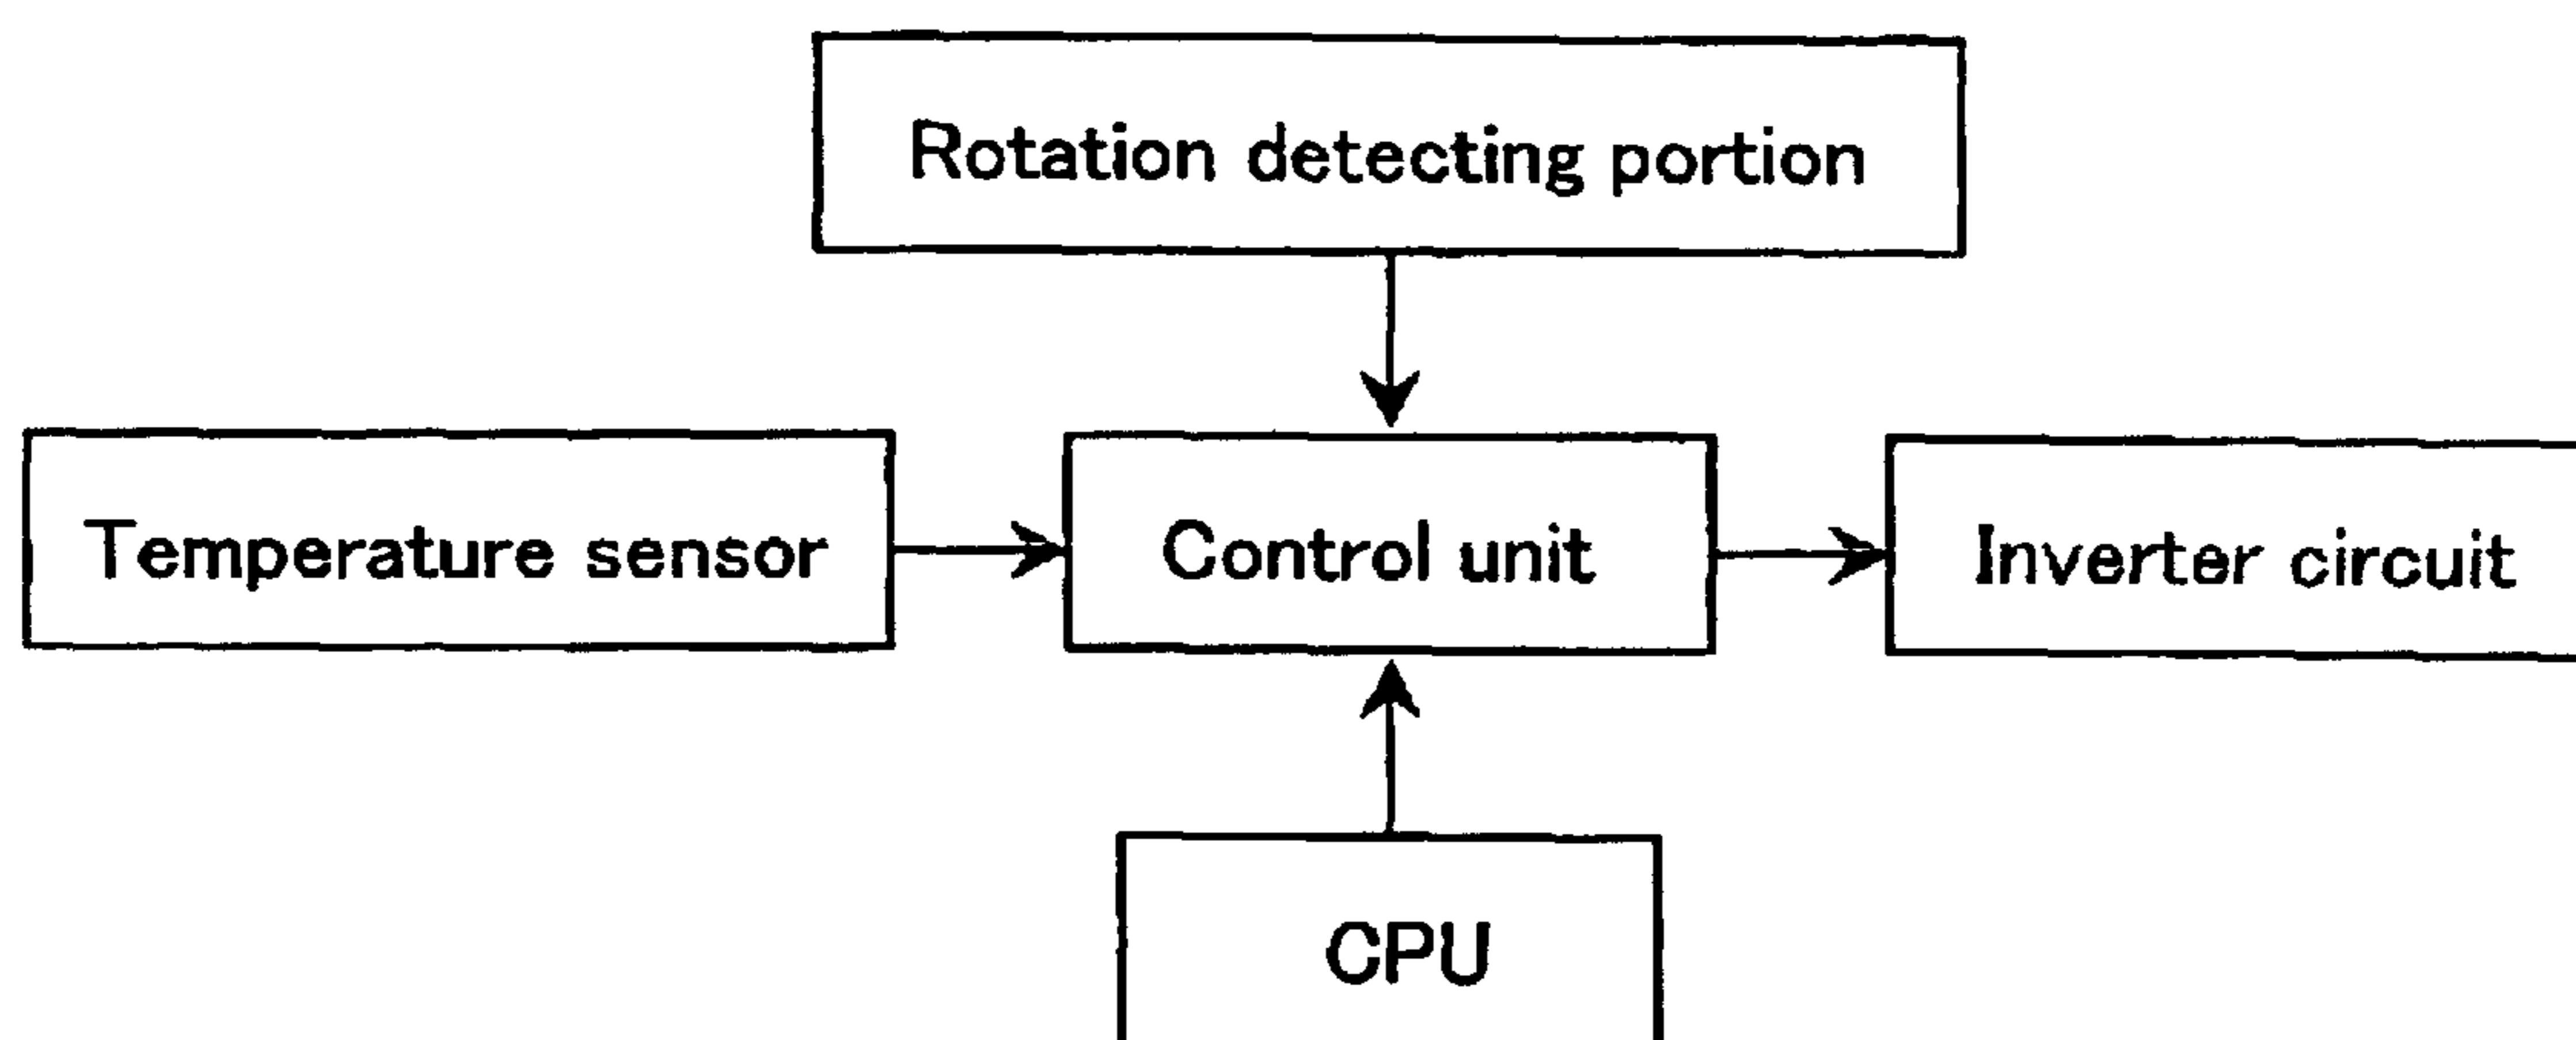 Rotation detecting portion
Temperature sensor
Control unit
Inverter circuit
CPU